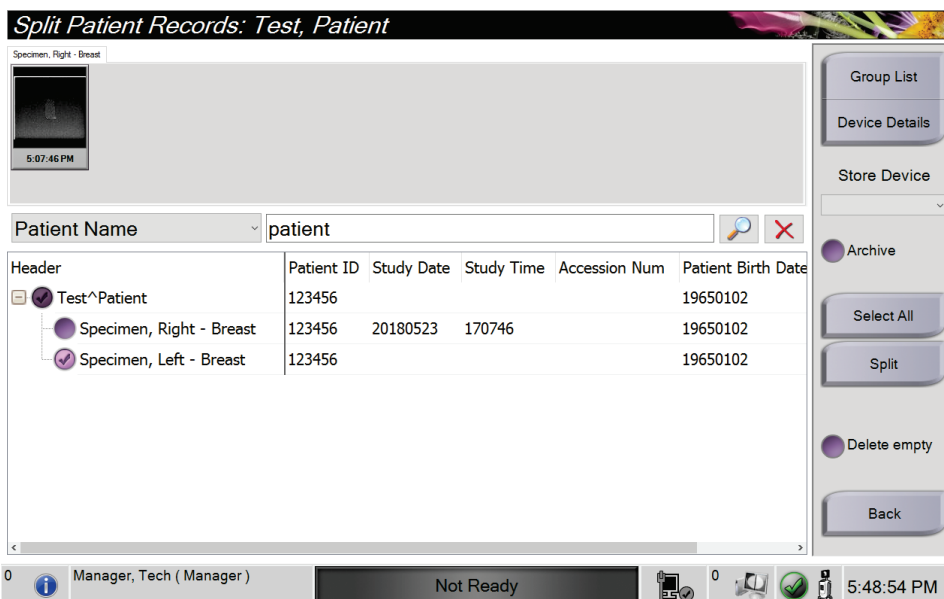 Split Patient Records: Test, Patient
Specimen, Right - Breast
5:07:46 PM
Group List
Device Details
Store Device
Patient Name patient
Archive
Header Patient ID Study Date Study Time Accession Num Patient Birth Date
Test^Patient 123456 19650102
Specimen, Right - Breast 123456 20180523 170746 19650102
Specimen, Left - Breast 123456 19650102
Select All
Split
Delete empty
Back
0 Manager, Tech ( Manager ) Not Ready 0 5:48:54 PM